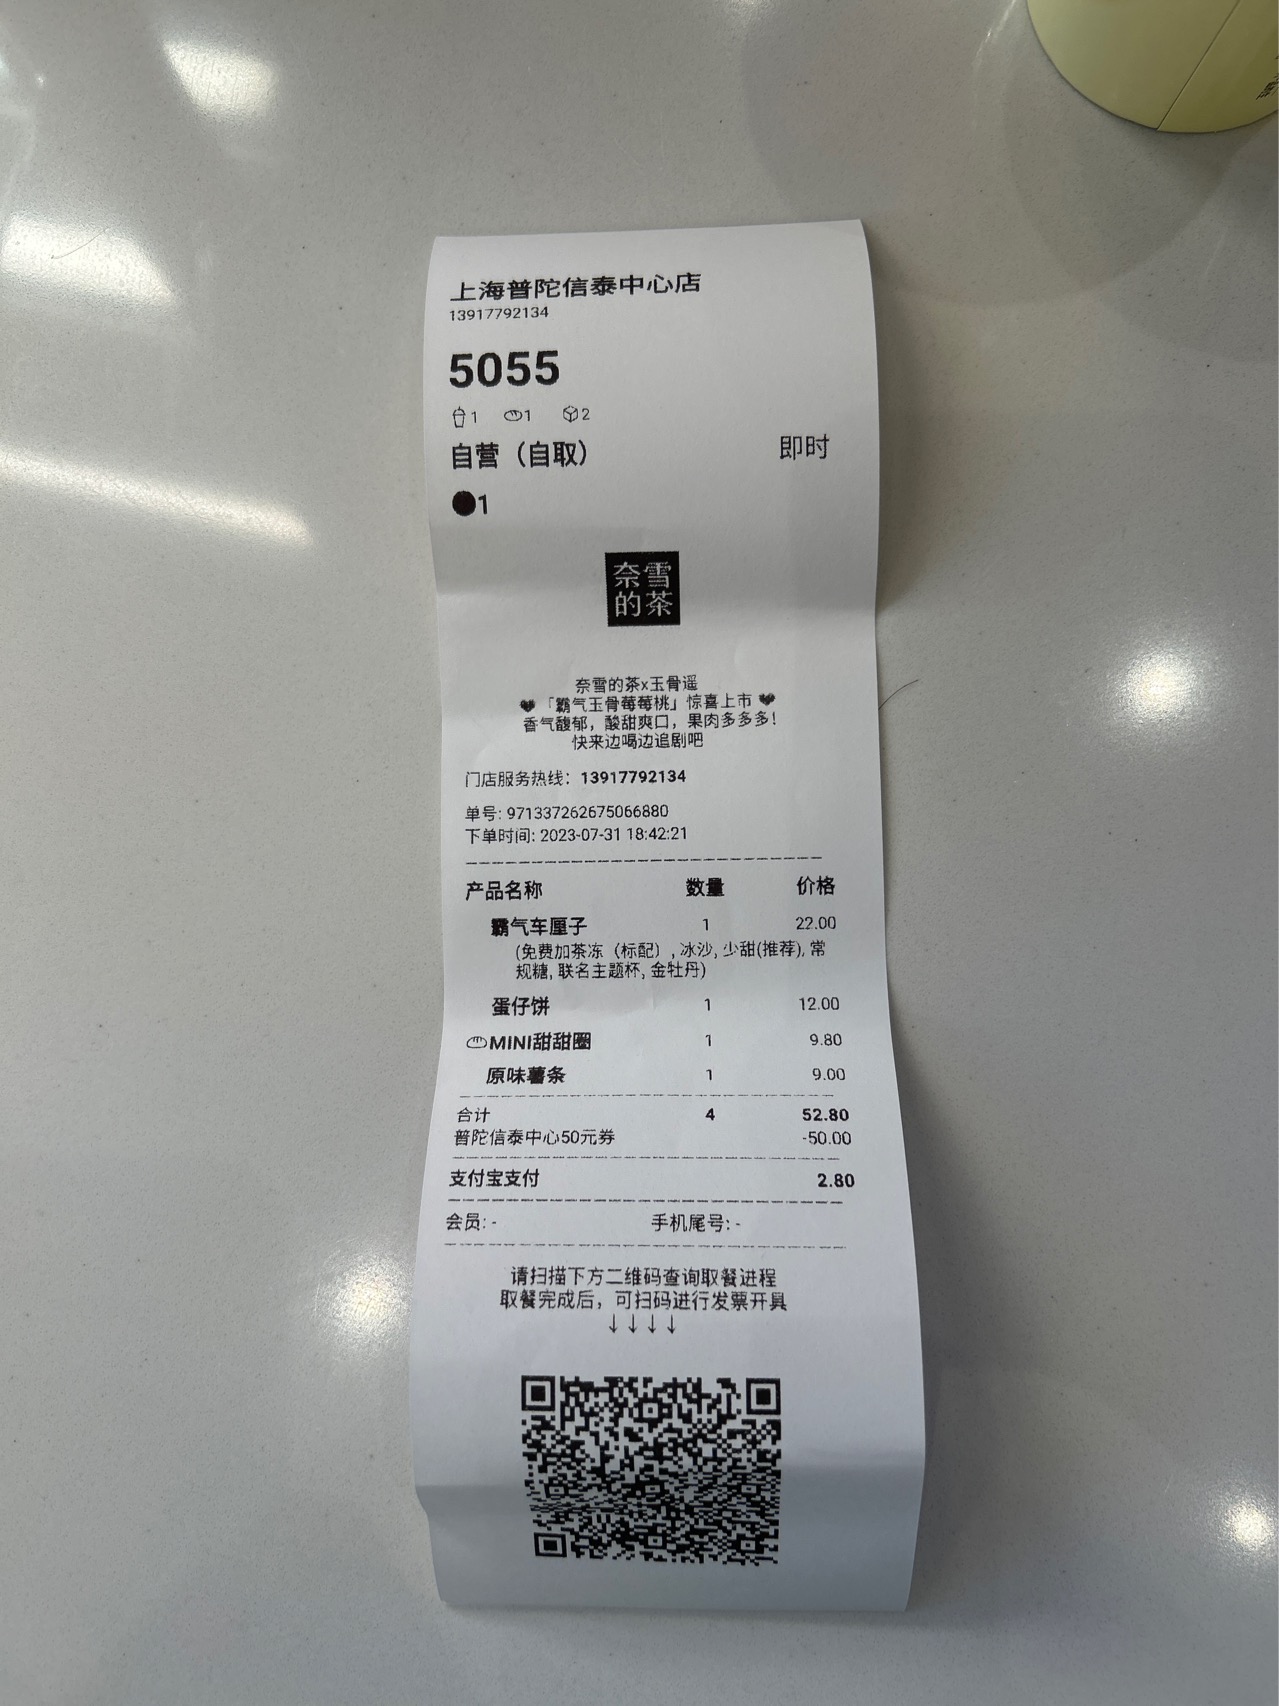 上海普陀信泰中心店
13917792134
5055
1 1 2
自营（自取） 即时
1
奈雪
的茶
奈雪的茶x玉骨遥
「霸气玉骨莓莓桃」惊喜上市
香气馥郁，酸甜爽口，果肉多多多！
快来边喝边追剧吧
门店服务热线：13917792134
单号: 971337262675066880
下单时间: 2023-07-31 18:42:21
产品名称 数量 价格
霸气车厘子 1 22.00
(免费加茶冻（标配）, 冰沙, 少甜(推荐), 常
规糖, 联名主题杯, 金牡丹)
蛋仔饼 1 12.00
MINI甜甜圈 1 9.80
原味薯条 1 9.00
合计 4 52.80
普陀信泰中心50元券 -50.00
支付宝支付 2.80
会员: - 手机尾号: -
请扫描下方二维码查询取餐进程
取餐完成后，可扫码进行发票开具
↓↓↓↓